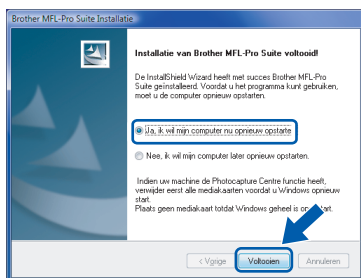 Brother MFL-Pro Suite Installatie
Installatie van Brother MFL-Pro Suite voltooid!
De InstallShield Wizard heeft met succes Brother MFL-Pro
Suite geïnstalleerd. Voordat u het programma kunt gebruiken,
moet u de computer opnieuw opstarten.
Ja, ik wil mijn computer nu opnieuw opstarte
Nee, ik wil mijn computer later opnieuw opstarten.
Indien uw machine de Photocapture Centre functie heeft,
verwijder eerst alle mediakaarten voordat u Windows opnieuw
start.
Plaats geen mediakaart totdat Windows geheel is op tart.
< Vorige Voltooien Annuleren